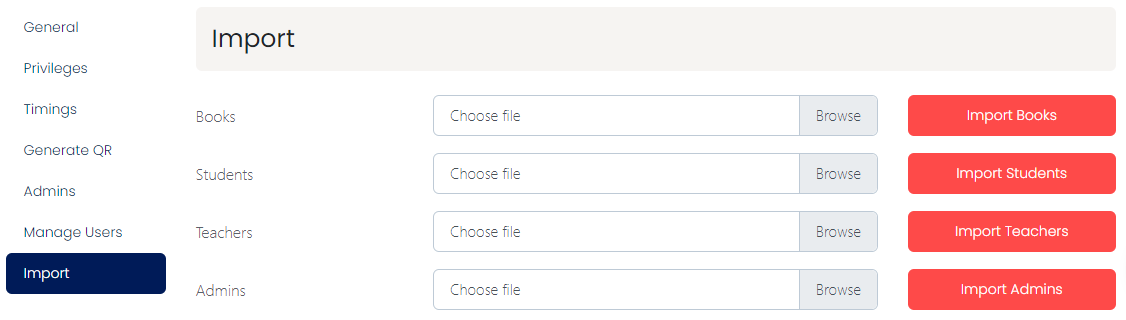 General
Privileges
Timings
Generate QR
Admins
Manage Users
Import
Import
Books Choose file Browse Import Books
Students Choose file Browse Import Students
Teachers Choose file Browse Import Teachers
Admins Choose file Browse Import Admins